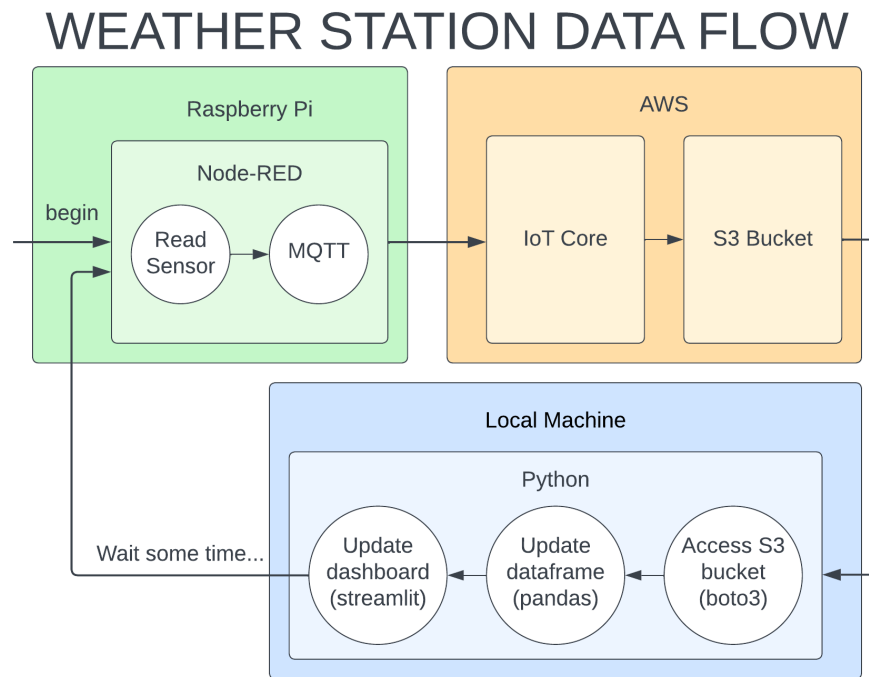 WEATHER STATION DATA FLOW
Raspberry Pi
Node-RED
begin
Read
Sensor
MQTT
AWS
IoT Core
S3 Bucket
Local Machine
Python
Access S3
bucket
(boto3)
Update
dataframe
(pandas)
Update
dashboard
(streamlit)
Wait some time...